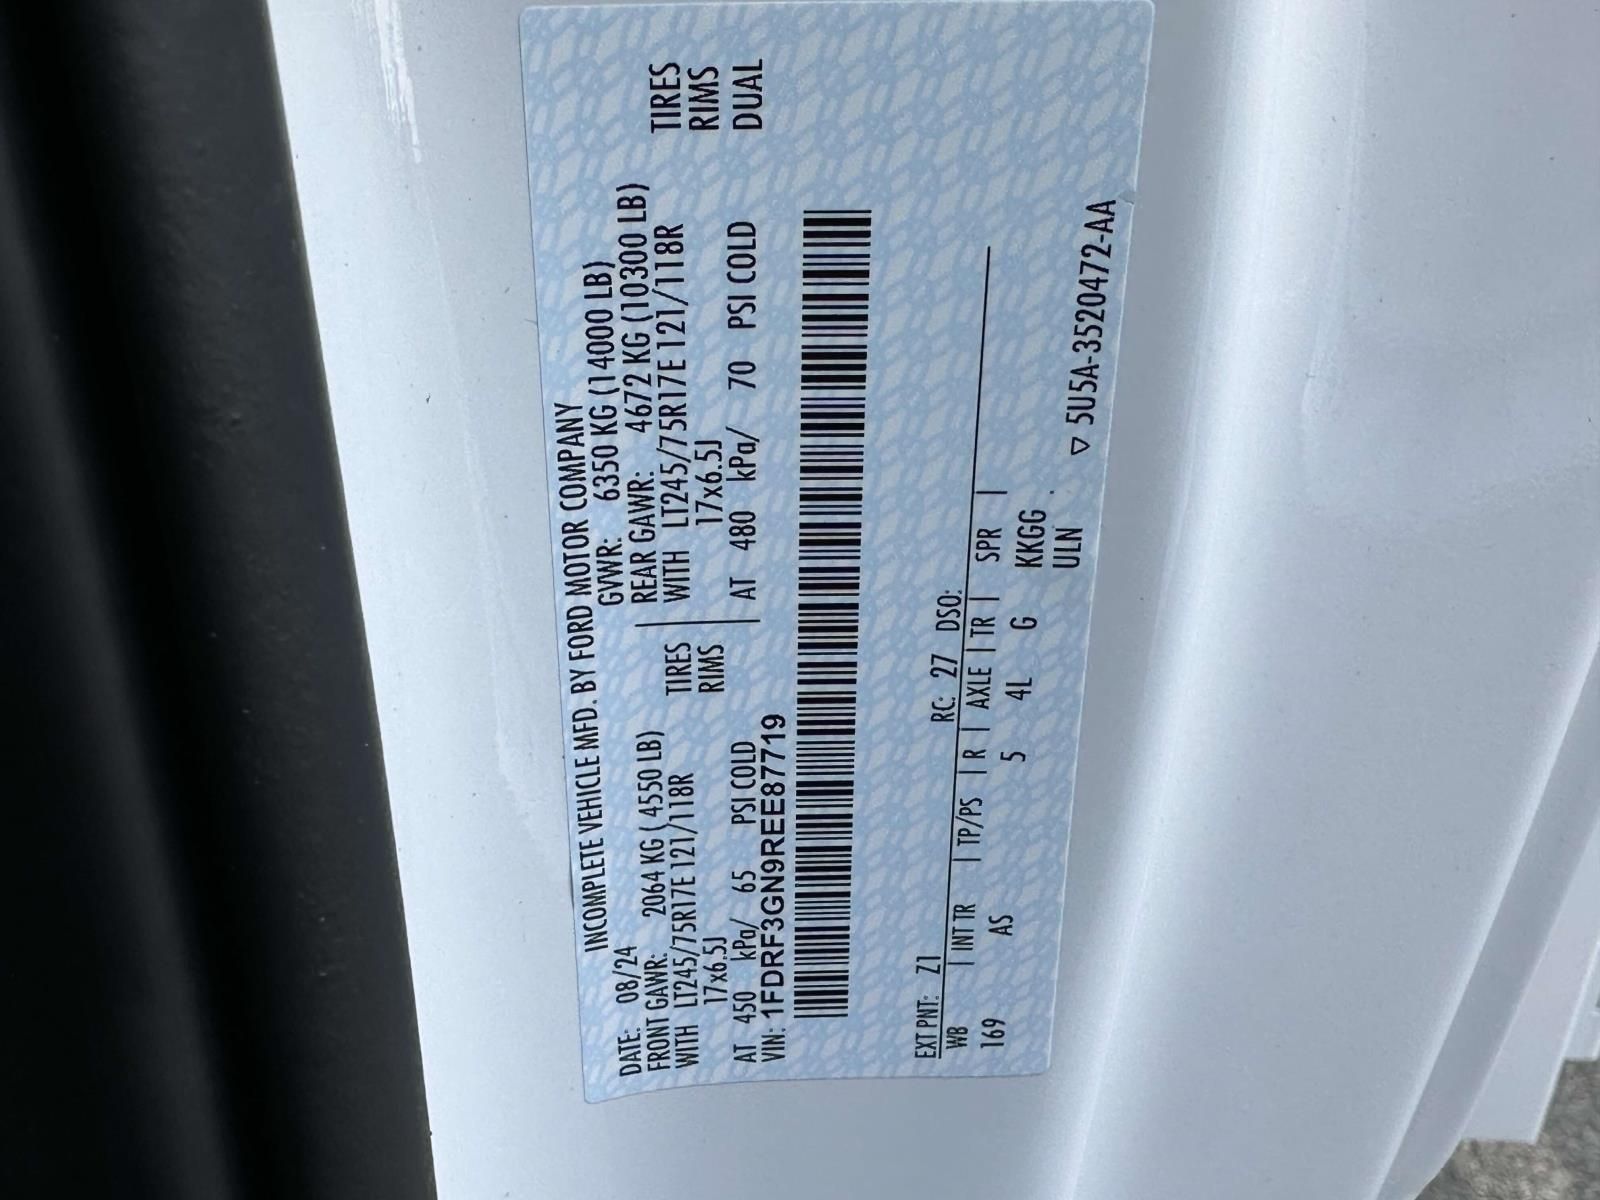 INCOMPLETE VEHICLE MFD. BY FORD MOTOR COMPANY
DATE: 08/24 GVWR: 6350 KG (14000 LB)
FRONT GAWR: 2064 KG ( 4550 LB) REAR GAWR: 4672 KG (10300 LB)
WITH LT245/75R17E 121/118R TIRES WITH LT245/75R17E 121/118R TIRES
17x6.5J RIMS 17x6.5J RIMS
AT 450 kPa/ 65 PSI COLD AT 480 kPa/ 70 PSI COLD DUAL
VIN: 1FDRF3GN9REE87719
EXT PNT: Z1 RC: 27 DSO:
WB | INT TR | TP/PS | R | AXLE | TR | SPR |
169 AS 5 4L G KKGG
ULN .
▽ 5U5A-3520472-AA